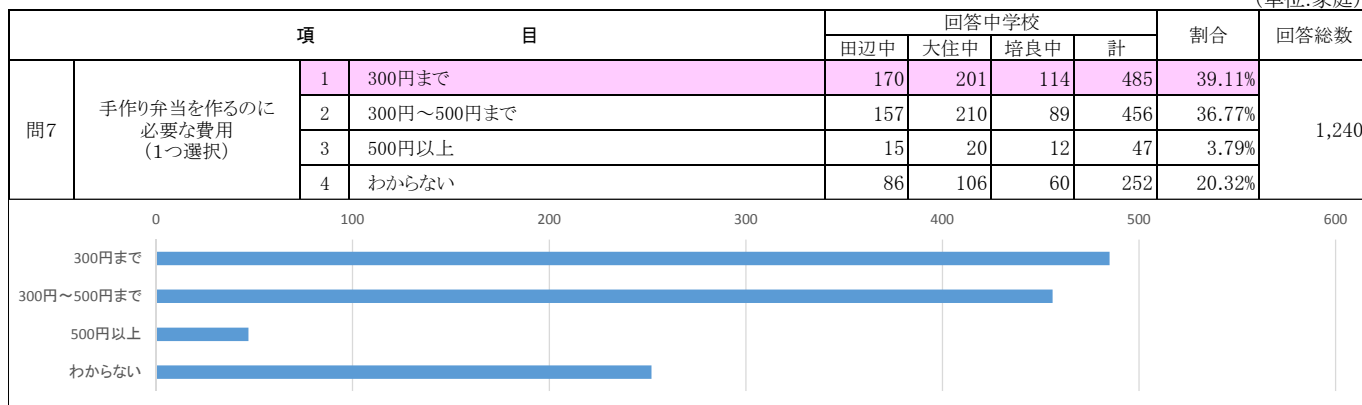 (単位:家庭)
項 目 回答中学校 割合 回答総数
田辺中 大住中 培良中 計
問7 手作り弁当を作るのに
必要な費用
(1つ選択)
1 300円まで 170 201 114 485 39.11%
2 300円～500円まで 157 210 89 456 36.77%
3 500円以上 15 20 12 47 3.79%
4 わからない 86 106 60 252 20.32%
1,240
0 100 200 300 400 500 600
300円まで
300円～500円まで
500円以上
わからない